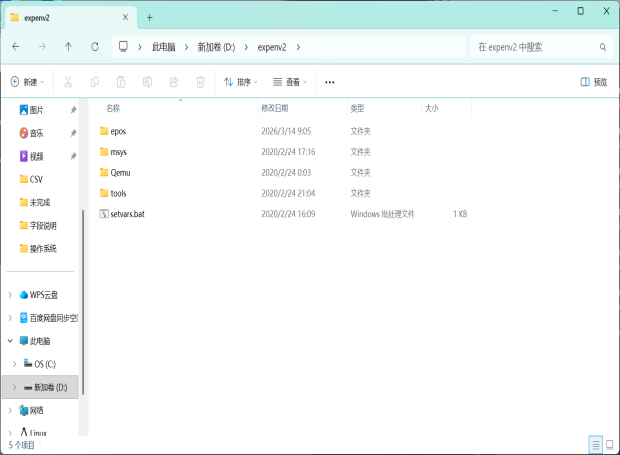 expenv2
此电脑 > 新加卷 (D:) > expenv2 >
在 expenv2 中搜索
新建
排序
查看
预览
图片
音乐
视频
CSV
未完成
字段说明
操作系统
WPS云盘
百度网盘同步空间
此电脑
OS (C:)
新加卷 (D:)
网络
Linux
名称 修改日期 类型 大小
epos 2026/3/14 9:05 文件夹
msys 2020/2/24 17:16 文件夹
Qemu 2020/2/24 0:03 文件夹
tools 2020/2/24 21:04 文件夹
setvars.bat 2020/2/24 16:09 Windows 批处理文件 1 KB
5 个项目